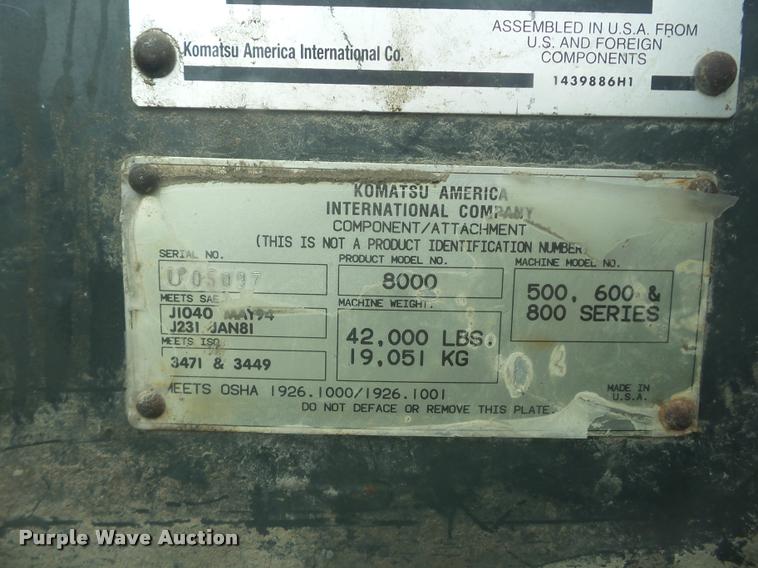 Komatsu America International Co.
ASSEMBLED IN U.S.A. FROM
U.S. AND FOREIGN
COMPONENTS
1439886H1
KOMATSU AMERICA
INTERNATIONAL COMPANY
COMPONENT/ATTACHMENT
(THIS IS NOT A PRODUCT IDENTIFICATION NUMBER
SERIAL NO.
PRODUCT MODEL NO.
8000
MACHINE MODEL NO.
500, 600 &
800 SERIES
MEETS SAE
J1040 MAY94
J231 JAN81
MACHINE WEIGHT.
42,000 LBS.
19,051 KG
MEETS ISO
3471 & 3449
MEETS OSHA 1926.1000/1926.1001
MADE IN
U.S.A.
DO NOT DEFACE OR REMOVE THIS PLATE.
Purple Wave Auction